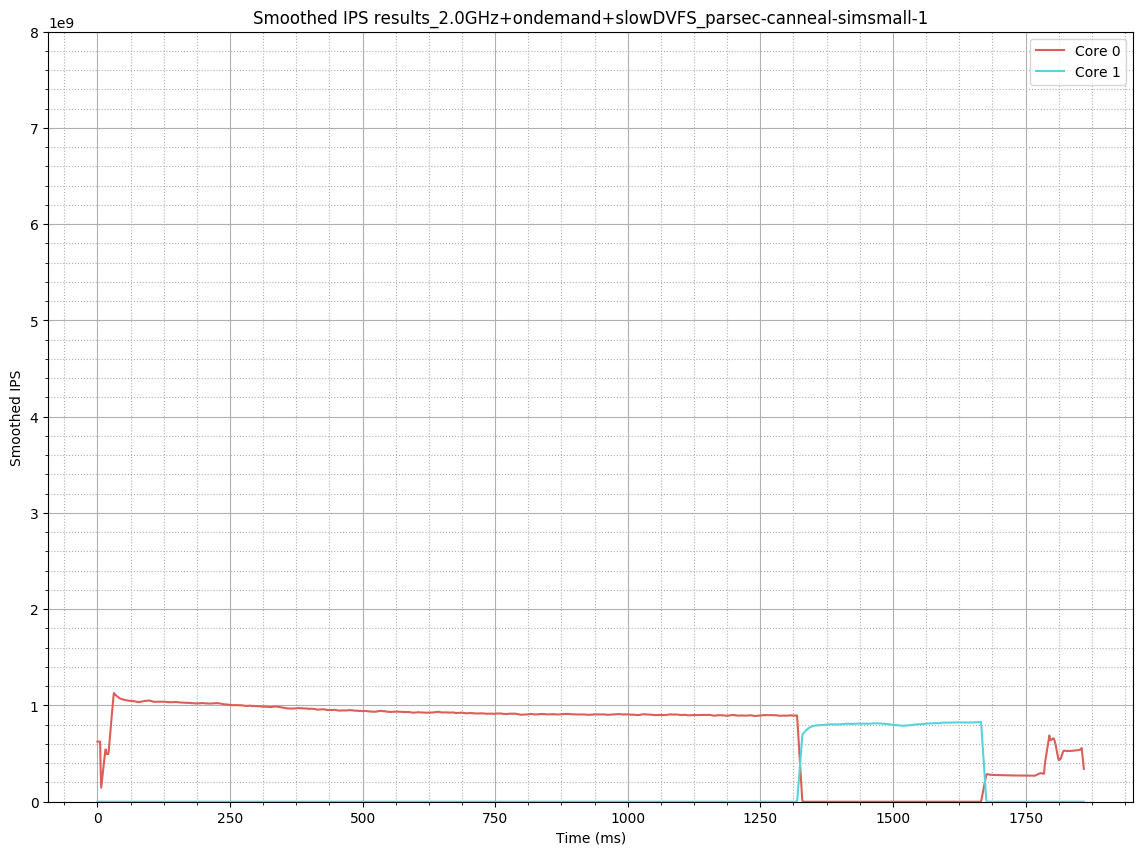 Smoothed IPS results_2.0GHz+ondemand+slowDVFS_parsec-canneal-simsmall-1
1e9
8
7
6
5
4
3
2
1
0
Smoothed IPS
Core 0
Core 1
0 250 500 750 1000 1250 1500 1750
Time (ms)